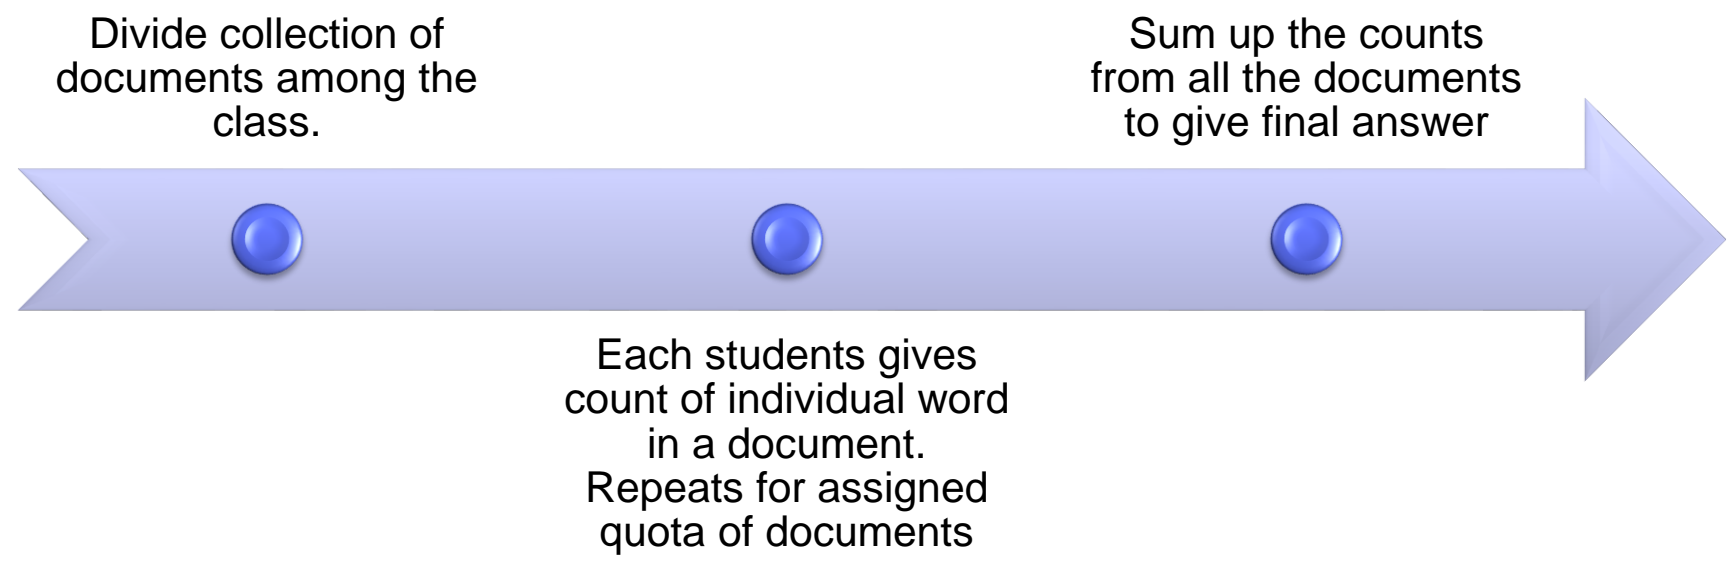 Divide collection of
documents among the
class.
Each students gives
count of individual word
in a document.
Repeats for assigned
quota of documents
Sum up the counts
from all the documents
to give final answer